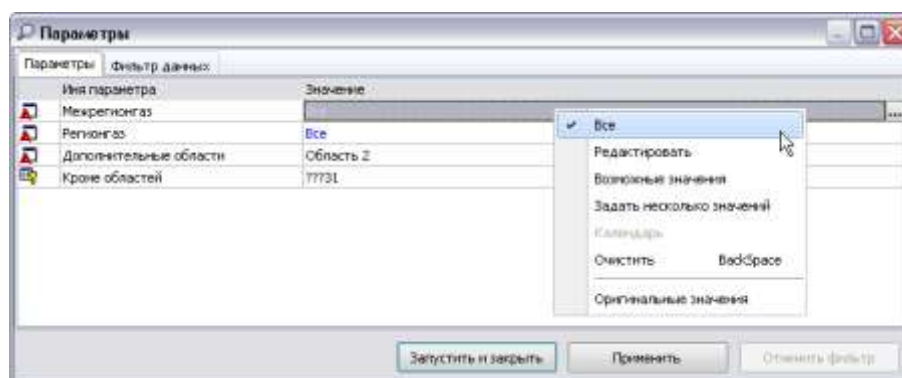 Параметры
Параметры Фильтр данных
Имя параметра Значение
Межрегионгаз ...
Регионгаз Все
Дополнительные области Область 2
Кроме областей ???31
Все
Редактировать
Возможные значения
Задать несколько значений
Календарь
Очистить BackSpace
Оригинальные значения
Запустить и закрыть Применить Отменить фильтр